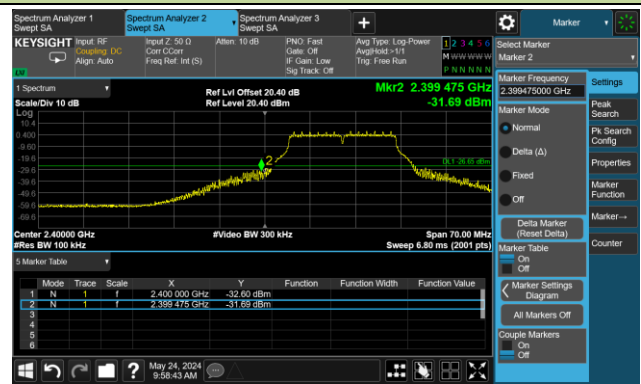 Spectrum Analyzer 1
Swept SA
Spectrum Analyzer 2
Swept SA
Spectrum Analyzer 3
Swept SA
+
Marker
KEYSIGHT
Input: RF
Coupling: DC
Align: Auto
Input Z: 50 Ω
Corr CCorr
Freq Ref: Int (S)
Atten: 10 dB
PNO: Fast
Gate: Off
IF Gain: Low
Sig Track: Off
Avg Type: Log-Power
Avg|Hold:>1/1
Trig: Free Run
1 2 3 4 5 6
M W W W W W
P N N N N N
LV
1 Spectrum
Scale/Div 10 dB
Log
Ref Lvl Offset 20.40 dB
Ref Level 20.40 dBm
Mkr2 2.399 475 GHz
-31.69 dBm
10.4
0.400
-9.60
-19.6
-29.6
-39.6
-49.6
-59.6
-69.6
2
DL1 -26.65 dBm
Center 2.40000 GHz
#Res BW 100 kHz
#Video BW 300 kHz
Span 70.00 MHz
Sweep 6.80 ms (2001 pts)
5 Marker Table
Mode Trace Scale X Y Function Function Width Function Value
1 N 1 f 2.400 000 GHz -32.60 dBm
2 N 1 f 2.399 475 GHz -31.69 dBm
3
4
5
6
Select Marker
Marker 2
Marker Frequency
2.399475000 GHz
Marker Mode
Normal
Delta (Δ)
Fixed
Off
Delta Marker
(Reset Delta)
Marker Table
On
Off
Marker Settings
Diagram
All Markers Off
Couple Markers
On
Off
Settings
Peak
Search
Pk Search
Config
Properties
Marker
Function
Marker→
Counter
?
May 24, 2024
9:58:43 AM